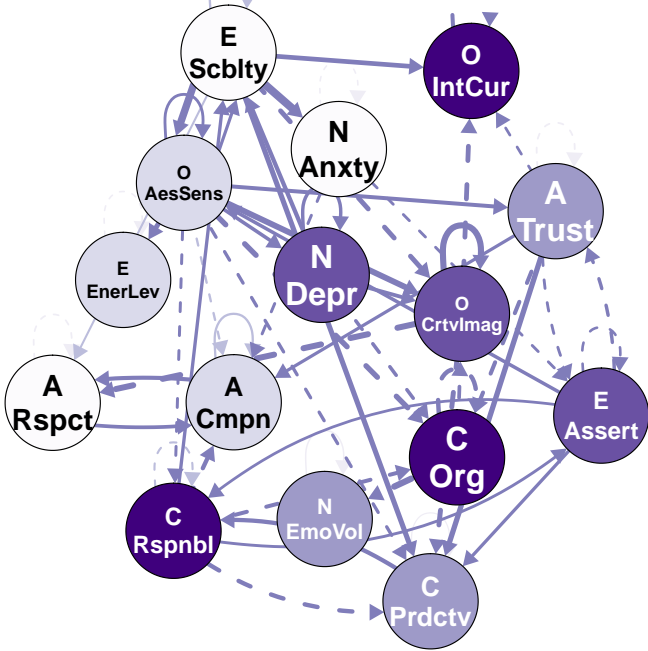 E
Scblty
O
IntCur
N
Anxty
O
AesSens
A
Trust
E
EnerLev
N
Depr
O
CrtvImag
A
Rspct
A
Cmpn
E
Assert
C
Org
C
Rspnbl
N
EmoVol
C
Prdctv